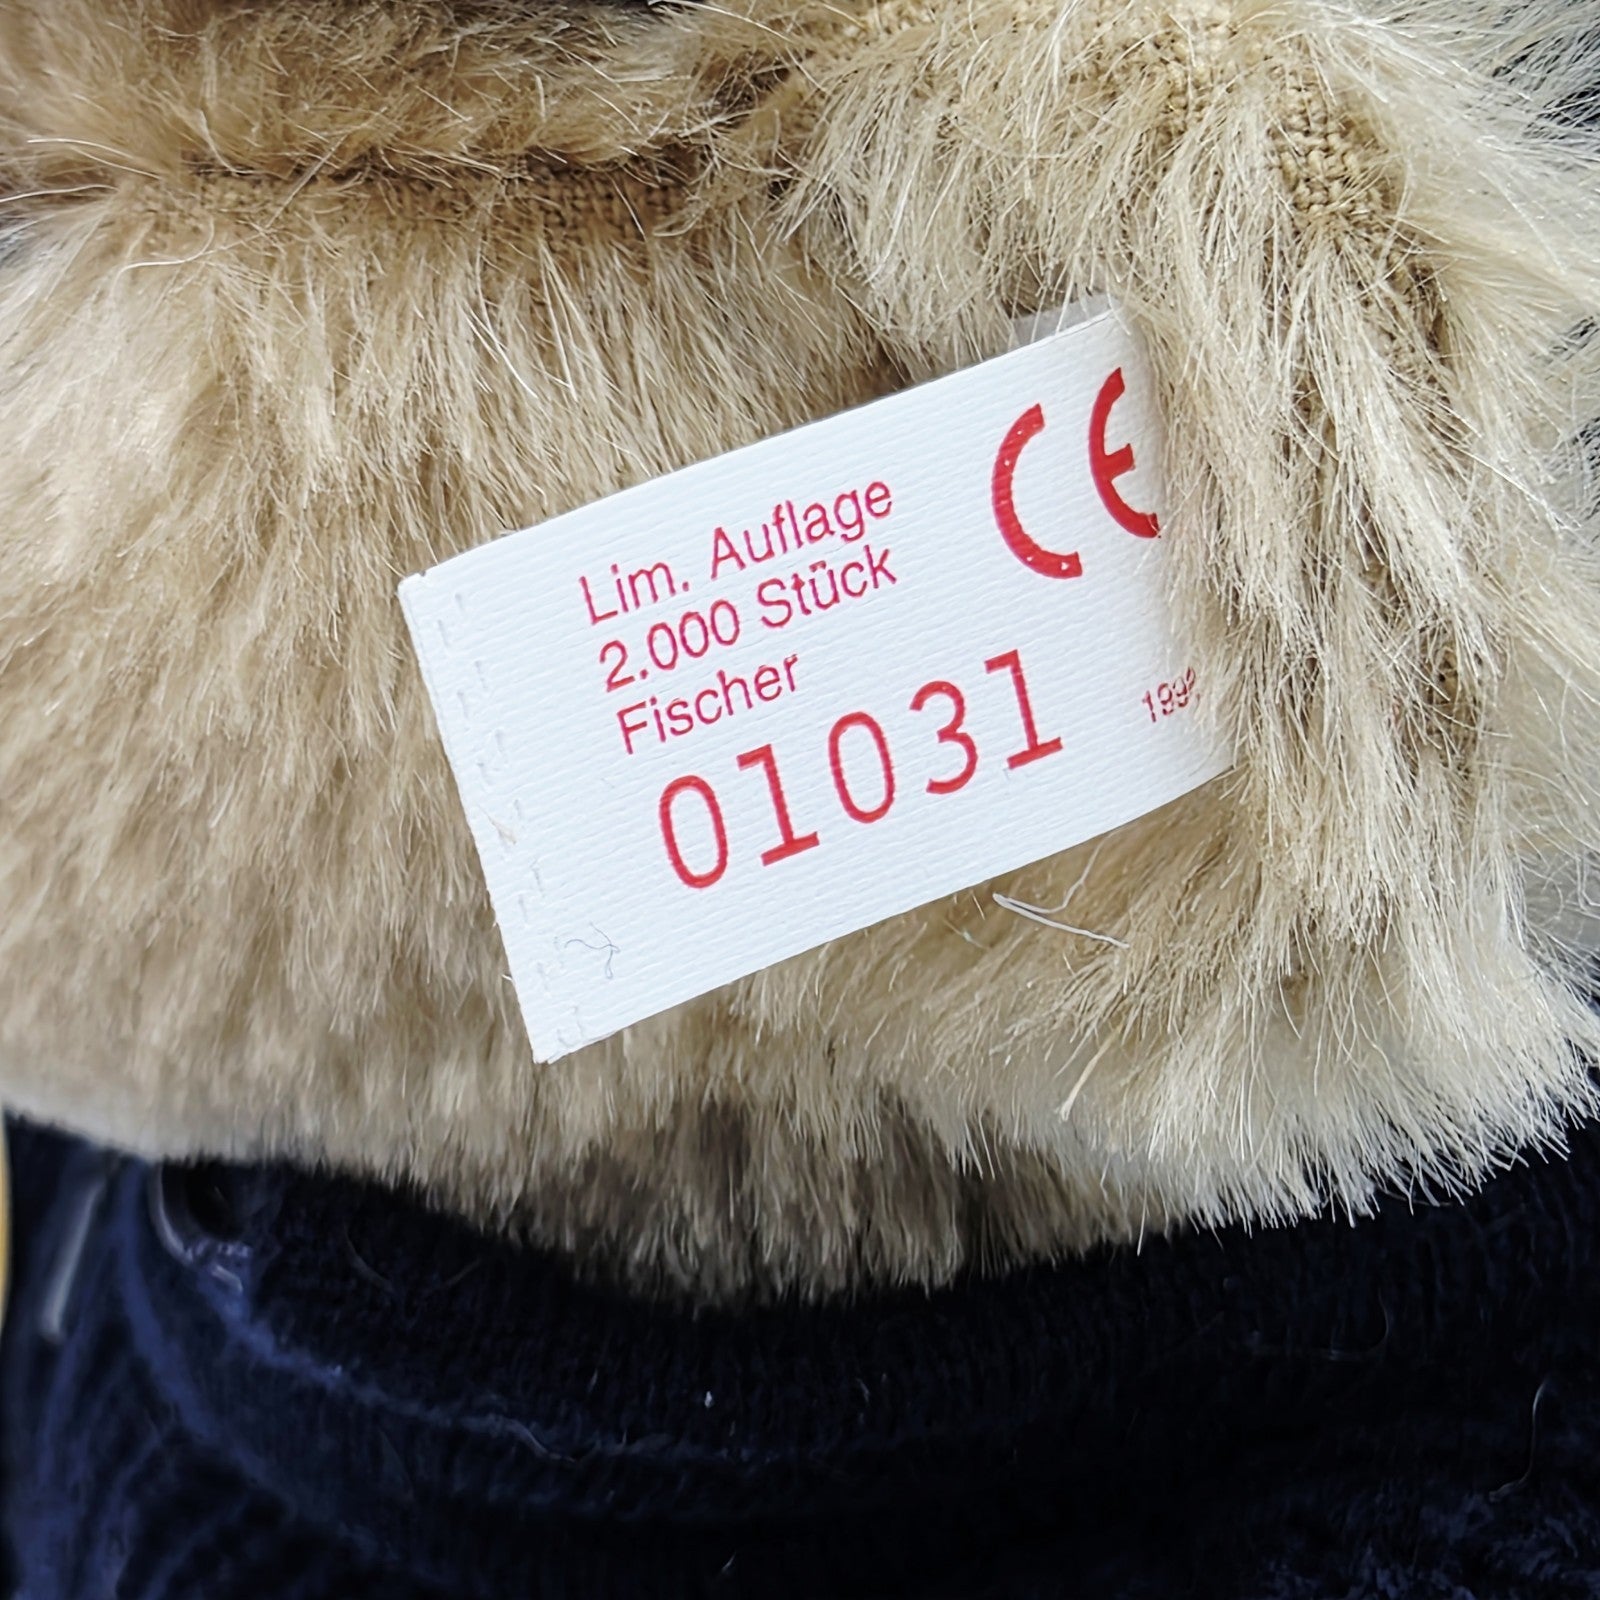 Lim. Auflage
2.000 Stück
Fischer
01031
CE